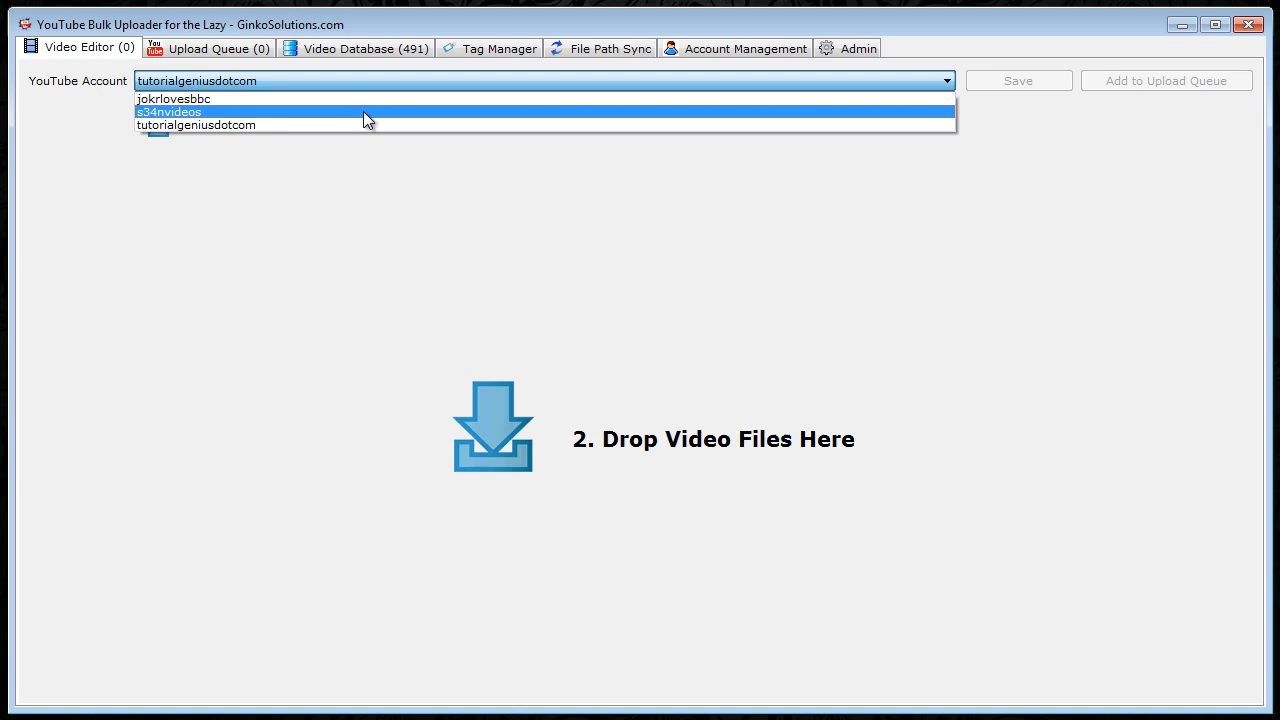 YouTube Bulk Uploader for the Lazy - GinkoSolutions.com
Video Editor (0) You Tube Upload Queue (0) Video Database (491) Tag Manager File Path Sync Account Management Admin
YouTube Account tutorialgeniusdotcom Save Add to Upload Queue
jokrlovesbbc
s34nvideos
tutorialgeniusdotcom
2. Drop Video Files Here